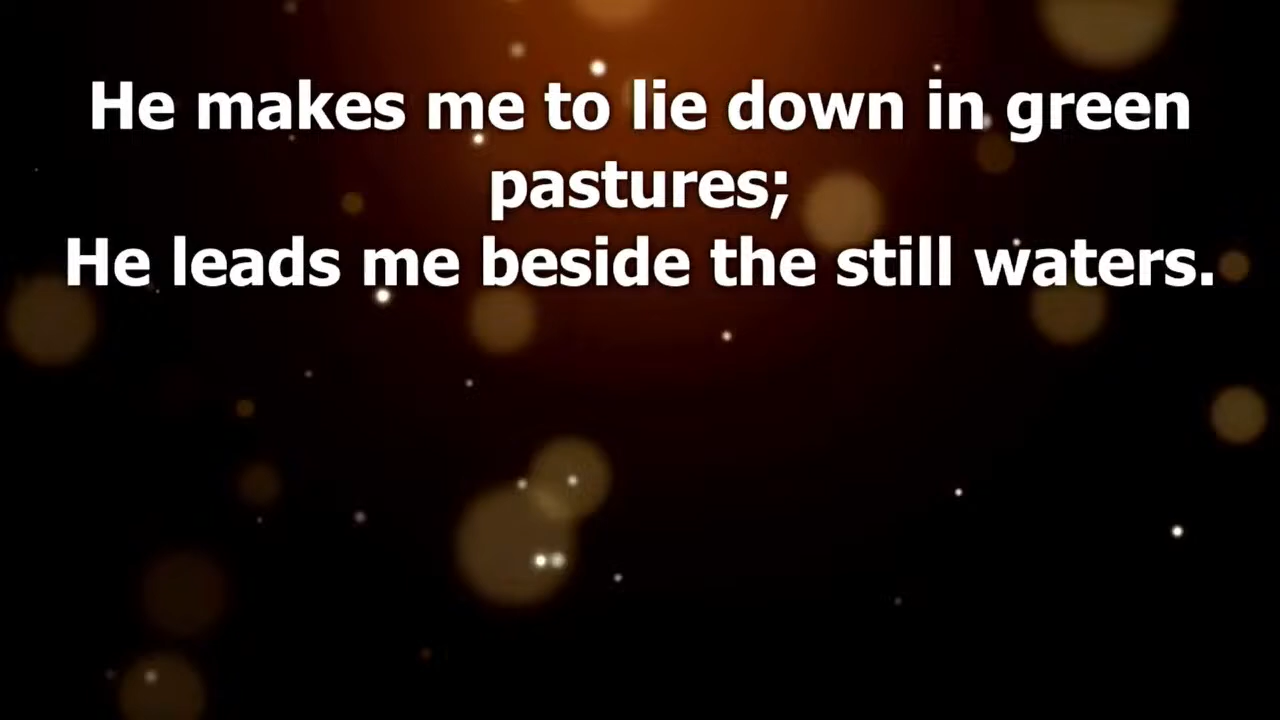 He makes me to lie down in green
pastures;
He leads me beside the still waters.